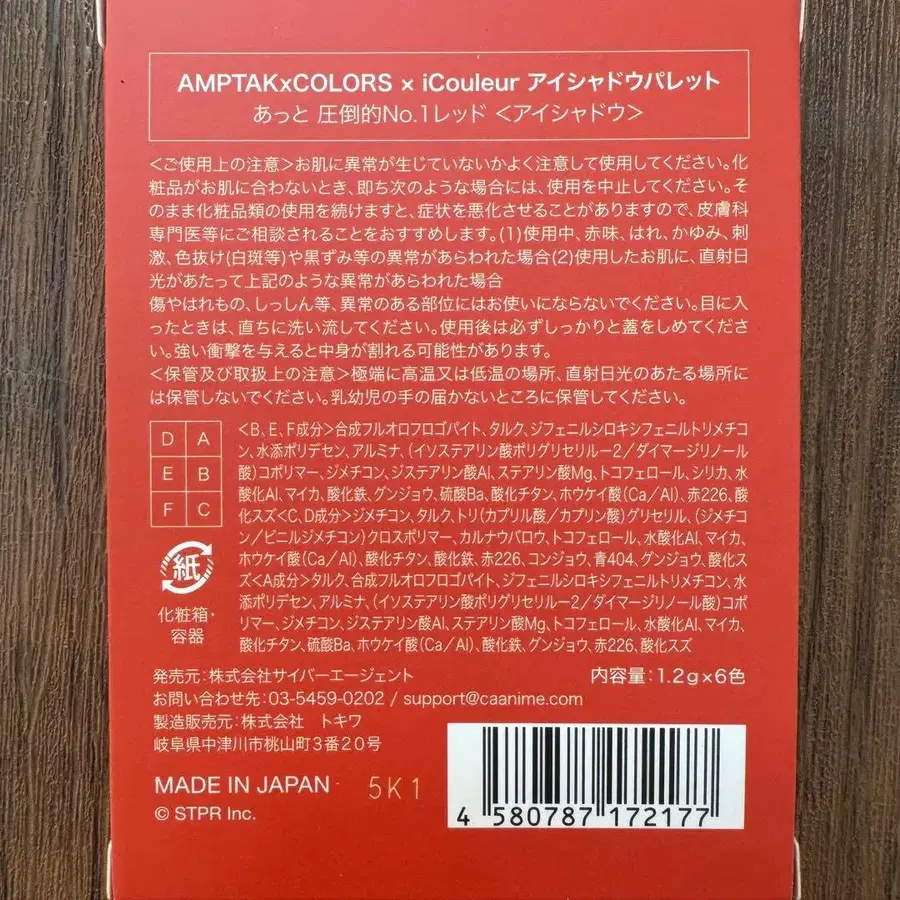 AMPTAKxCOLORS × iCouleur アイシャドウパレット
あっと 圧倒的No.1レッド <アイシャドウ>
<ご使用上の注意>お肌に異常が生じていないかよく注意して使用してください。化
粧品がお肌に合わないとき、即ち次のような場合には、使用を中止してください。そ
のまま化粧品類の使用を続けますと、症状を悪化させることがありますので、皮膚科
専門医等にご相談されることをおすすめします。(1)使用中、赤味、はれ、かゆみ、刺
激、色抜け(白斑等)や黒ずみ等の異常があらわれた場合(2)使用したお肌に、直射日
光があたって上記のような異常があらわれた場合
傷やはれもの、しっしん等、異常のある部位にはお使いにならないでください。目に入
ったときは、直ちに洗い流してください。使用後は必ずしっかりと蓋をしめてくださ
い。強い衝撃を与えると中身が割れる可能性があります。
<保管及び取扱上の注意>極端に高温又は低温の場所、直射日光のあたる場所に
は保管しないでください。乳幼児の手の届かないところに保管してください。
D A
E B
F C
<B、E、F成分>合成フルオロフロゴパイト、タルク、ジフェニルシロキシフェニルトリメチコ
ン、水添ポリデセン、アルミナ、(イソステアリン酸ポリグリセリル-2/ダイマージリノール
酸)コポリマー、ジメチコン、ジステアリン酸Al、ステアリン酸Mg、トコフェロール、シリカ、水
酸化Al、マイカ、酸化鉄、グンジョウ、硫酸Ba、酸化チタン、ホウケイ酸(Ca/Al)、赤226、酸
化スズ<C、D成分>ジメチコン、タルク、トリ(カプリル酸/カプリン酸)グリセリル、(ジメチコ
ン/ビニルジメチコン)クロスポリマー、カルナウバロウ、トコフェロール、水酸化Al、マイカ、
ホウケイ酸(Ca/Al)、酸化チタン、酸化鉄、赤226、コンジョウ、青404、グンジョウ、酸化ス
ズ<A成分>タルク、合成フルオロフロゴパイト、ジフェニルシロキシフェニルトリメチコン、水
添ポリデセン、アルミナ、(イソステアリン酸ポリグリセリル-2/ダイマージリノール酸)コポ
リマー、ジメチコン、ジステアリン酸Al、ステアリン酸Mg、トコフェロール、水酸化Al、マイカ、
酸化チタン、硫酸Ba、ホウケイ酸(Ca/Al)、酸化鉄、グンジョウ、赤226、酸化スズ
紙
化粧箱・
容器
発売元:株式会社サイバーエージェント
内容量:1.2g×6色
お問い合わせ先:03-5459-0202 / support@caanime.com
製造販売元:株式会社 トキワ
岐阜県中津川市桃山町3番20号
MADE IN JAPAN
5K1
© STPR Inc.
4 580787 172177